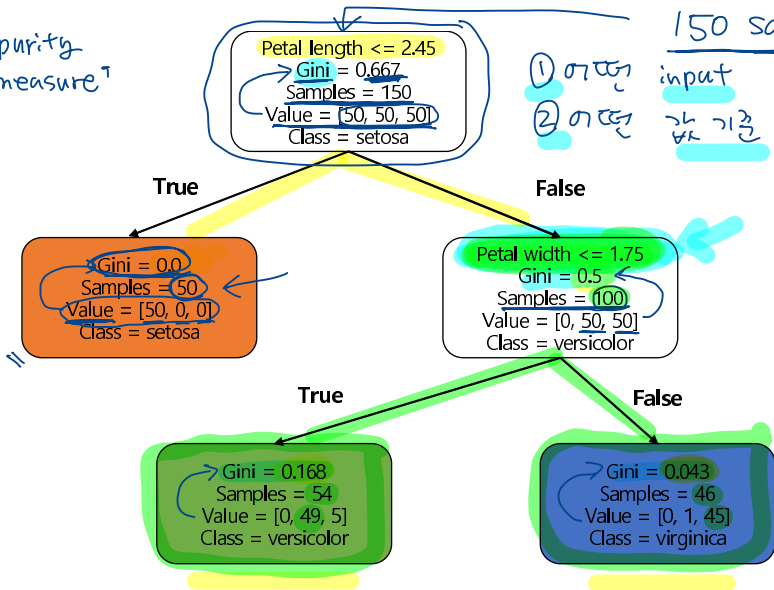 purity
measure"
150 sa
① 어떤 input
② 어떤 값 기준
Petal length <= 2.45
Gini = 0.667
Samples = 150
Value = [50, 50, 50]
Class = setosa
True
False
Gini = 0.0
Samples = 50
Value = [50, 0, 0]
Class = setosa
Petal width <= 1.75
Gini = 0.5
Samples = 100
Value = [0, 50, 50]
Class = versicolor
True
False
Gini = 0.168
Samples = 54
Value = [0, 49, 5]
Class = versicolor
Gini = 0.043
Samples = 46
Value = [0, 1, 45]
Class = virginica